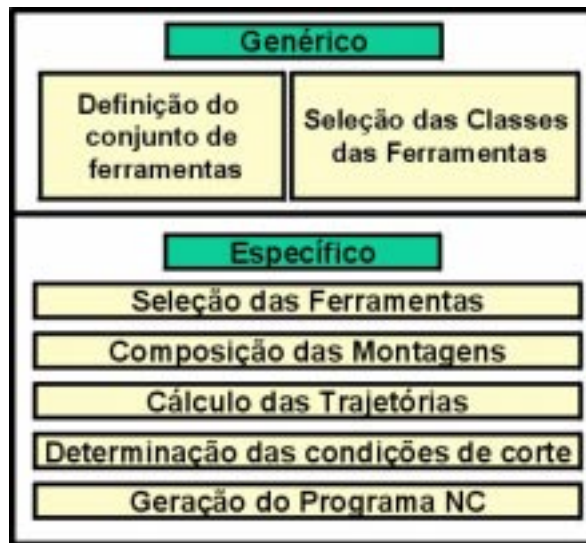 Genérico
Definição do
conjunto de
ferramentas
Seleção das Classes
das Ferramentas
Específico
Seleção das Ferramentas
Composição das Montagens
Cálculo das Trajetórias
Determinação das condições de corte
Geração do Programa NC